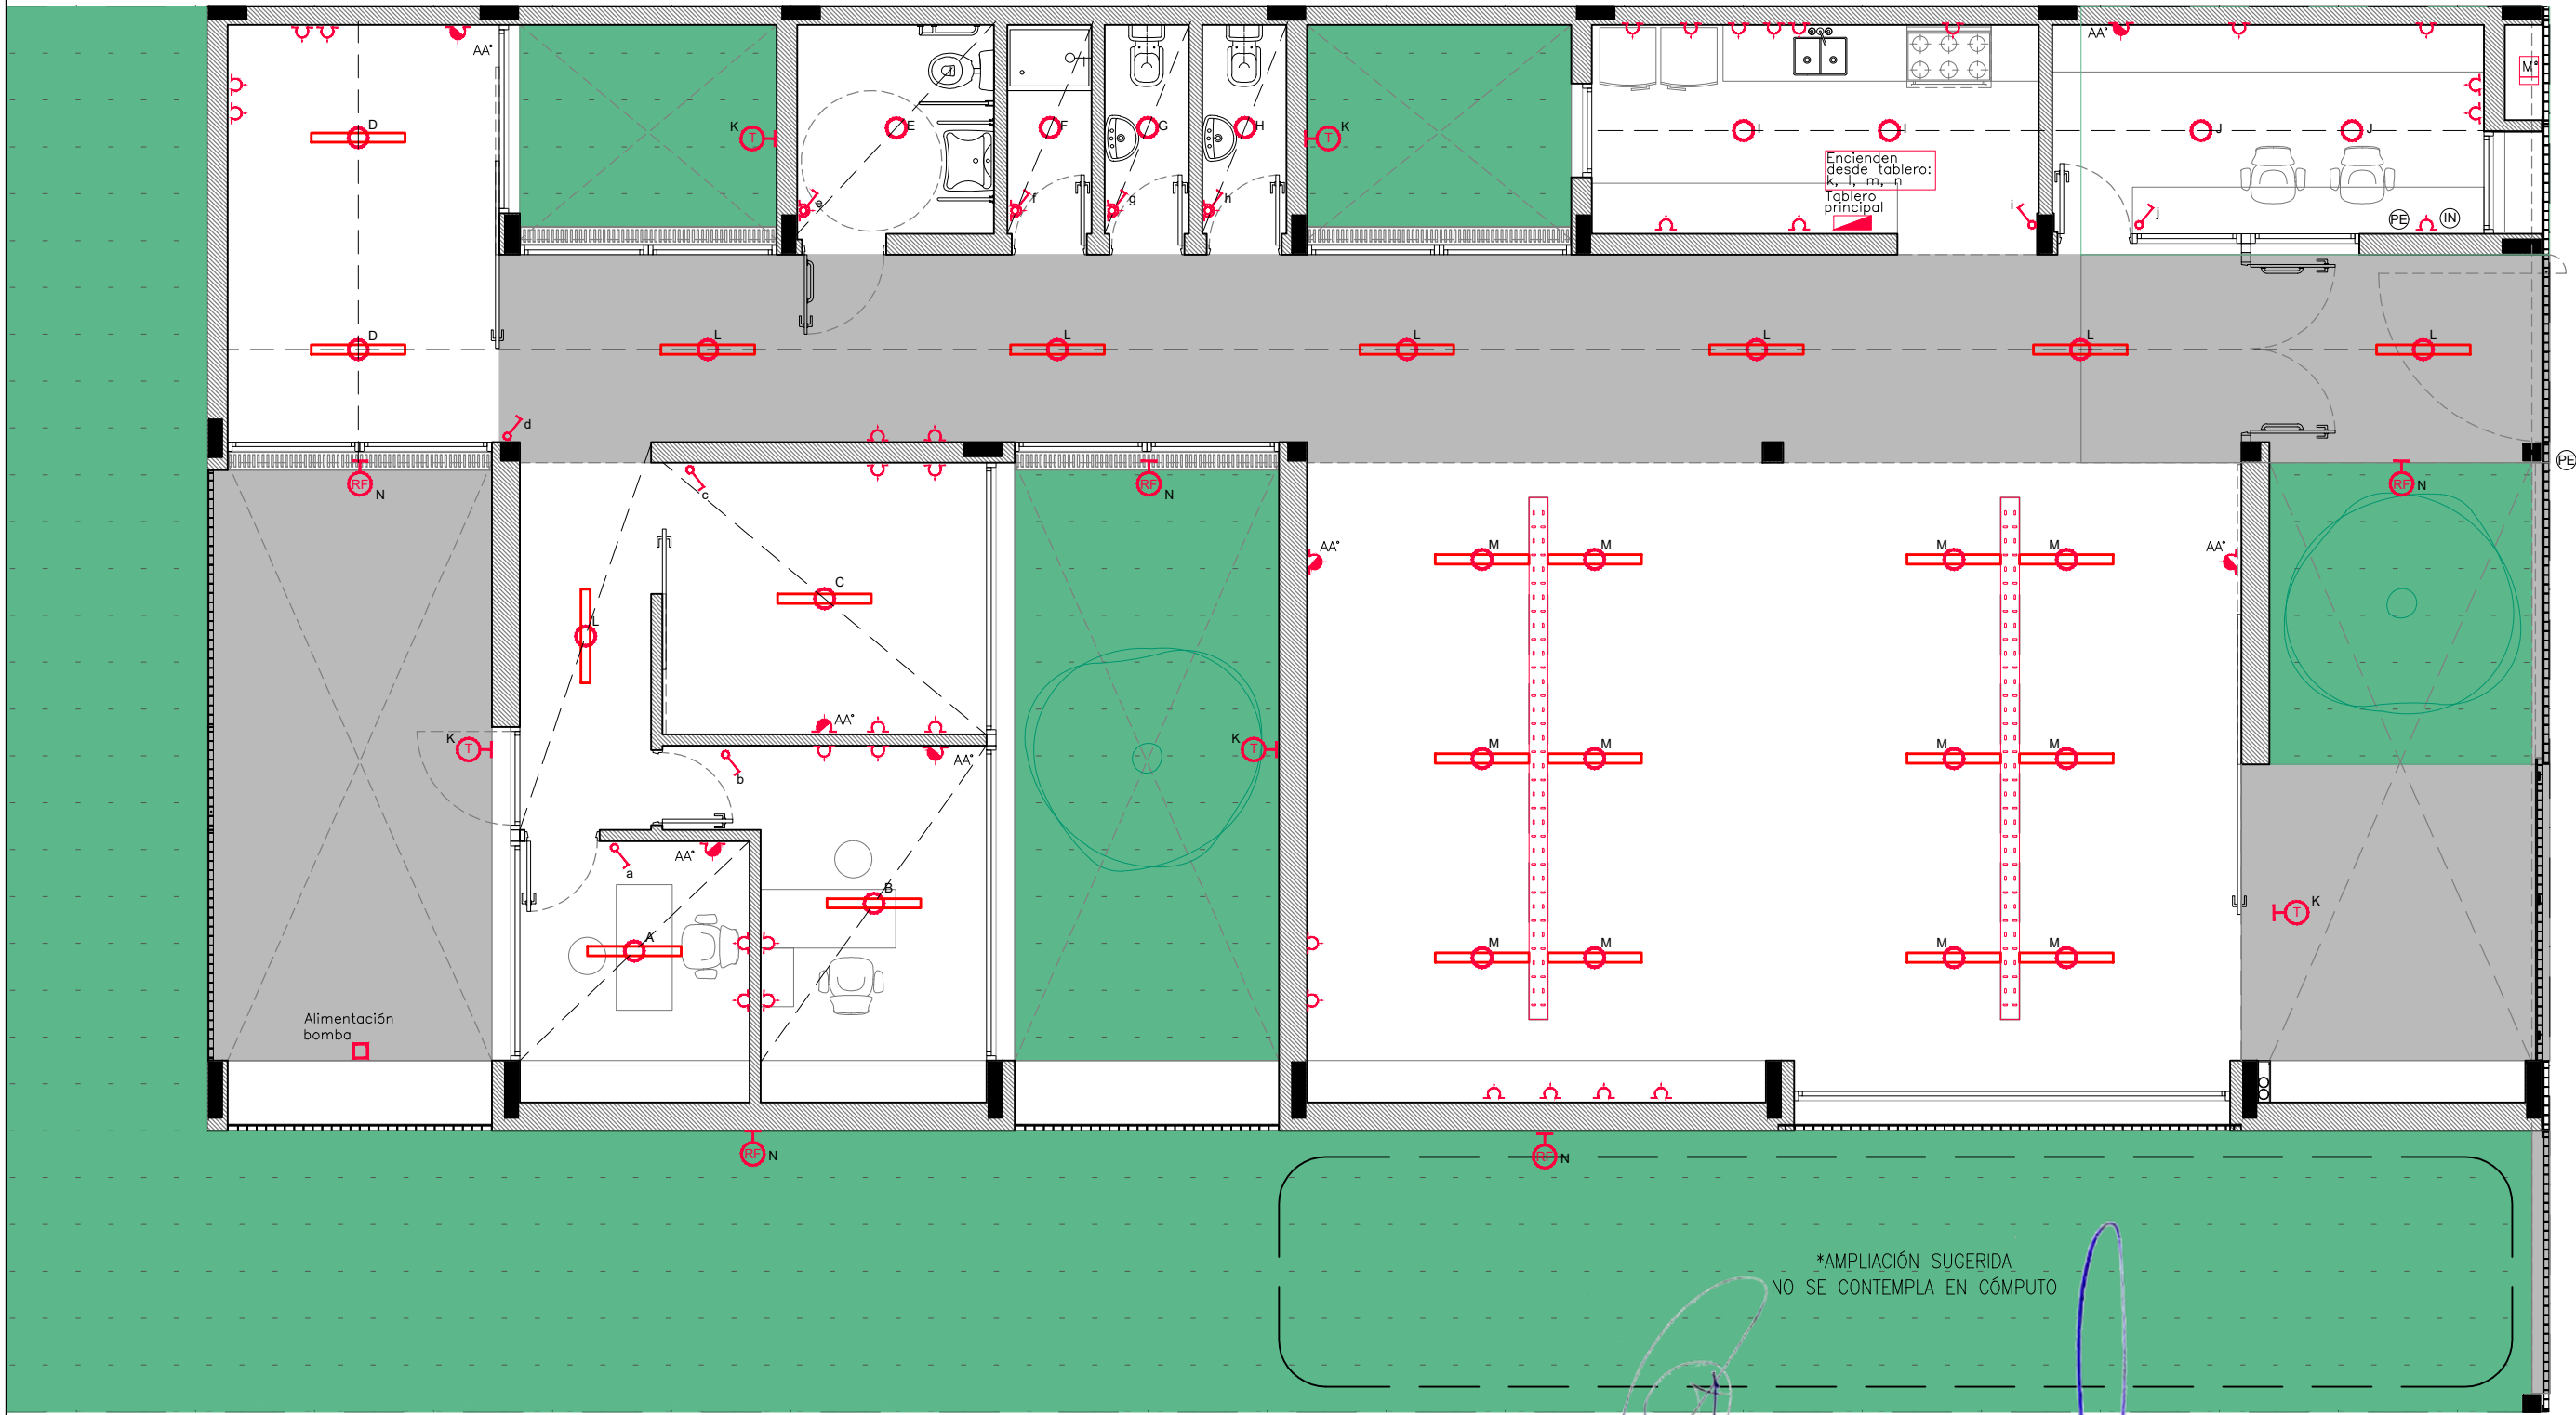 AA°
AA°
M°
D
K
T
E
F
G
H
T
K
I
I
J
J
Encienden
desde tablero:
k, l, m, n
Tablero
principal
e
f
g
h
i
j
PE
IN
D
L
L
L
L
L
L
d
PE
RF
N
c
RF
N
RF
N
AA°
M
M
M
M
AA°
C
L
AA°
K
T
b
AA°
K
T
M
M
M
M
a
AA°
B
T
K
A
M
M
M
M
Alimentación
bomba
RF
N
RF
N
*AMPLIACIÓN SUGERIDA
NO SE CONTEMPLA EN CÓMPUTO